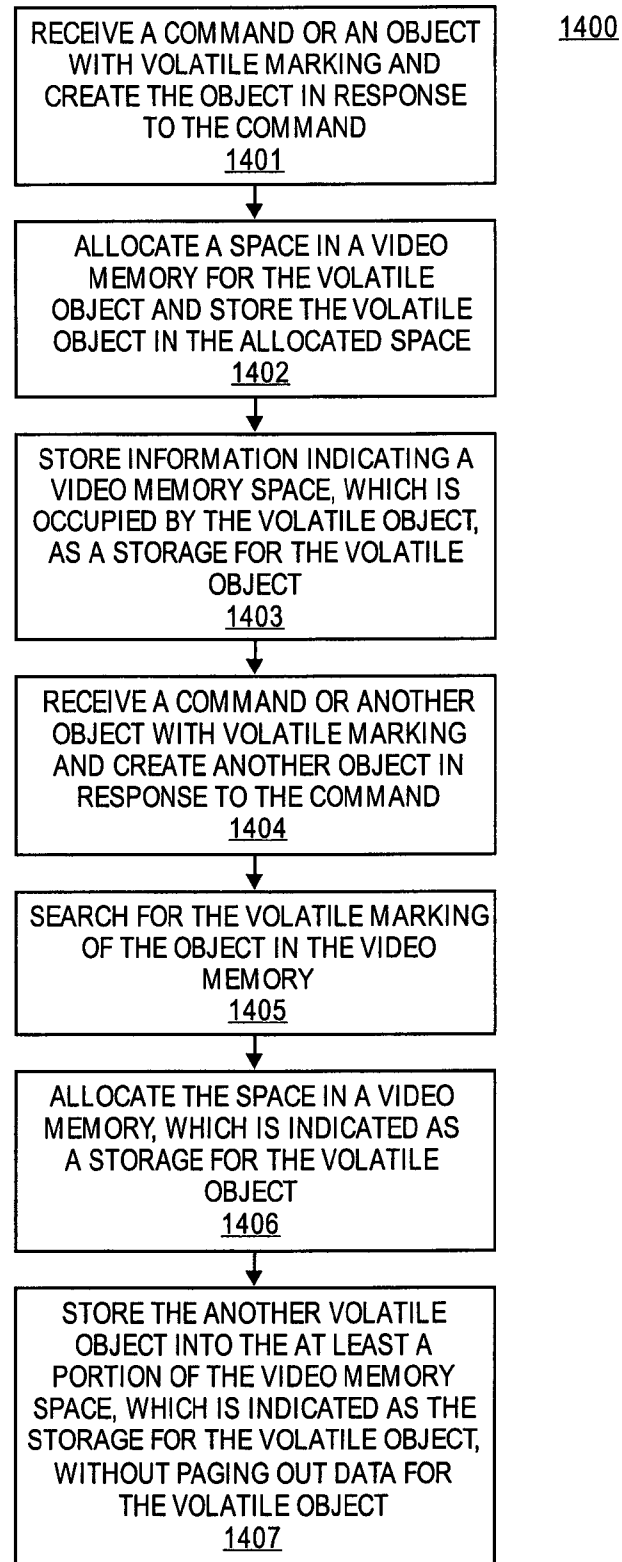 1400
RECEIVE A COMMAND OR AN OBJECT
WITH VOLATILE MARKING AND
CREATE THE OBJECT IN RESPONSE
TO THE COMMAND
1401
ALLOCATE A SPACE IN A VIDEO
MEMORY FOR THE VOLATILE
OBJECT AND STORE THE VOLATILE
OBJECT IN THE ALLOCATED SPACE
1402
STORE INFORMATION INDICATING A
VIDEO MEMORY SPACE, WHICH IS
OCCUPIED BY THE VOLATILE OBJECT,
AS A STORAGE FOR THE VOLATILE
OBJECT
1403
RECEIVE A COMMAND OR ANOTHER
OBJECT WITH VOLATILE MARKING
AND CREATE ANOTHER OBJECT IN
RESPONSE TO THE COMMAND
1404
SEARCH FOR THE VOLATILE MARKING
OF THE OBJECT IN THE VIDEO
MEMORY
1405
ALLOCATE THE SPACE IN A VIDEO
MEMORY, WHICH IS INDICATED AS
A STORAGE FOR THE VOLATILE
OBJECT
1406
STORE THE ANOTHER VOLATILE
OBJECT INTO THE AT LEAST A
PORTION OF THE VIDEO MEMORY
SPACE, WHICH IS INDICATED AS THE
STORAGE FOR THE VOLATILE OBJECT,
WITHOUT PAGING OUT DATA FOR
THE VOLATILE OBJECT
1407